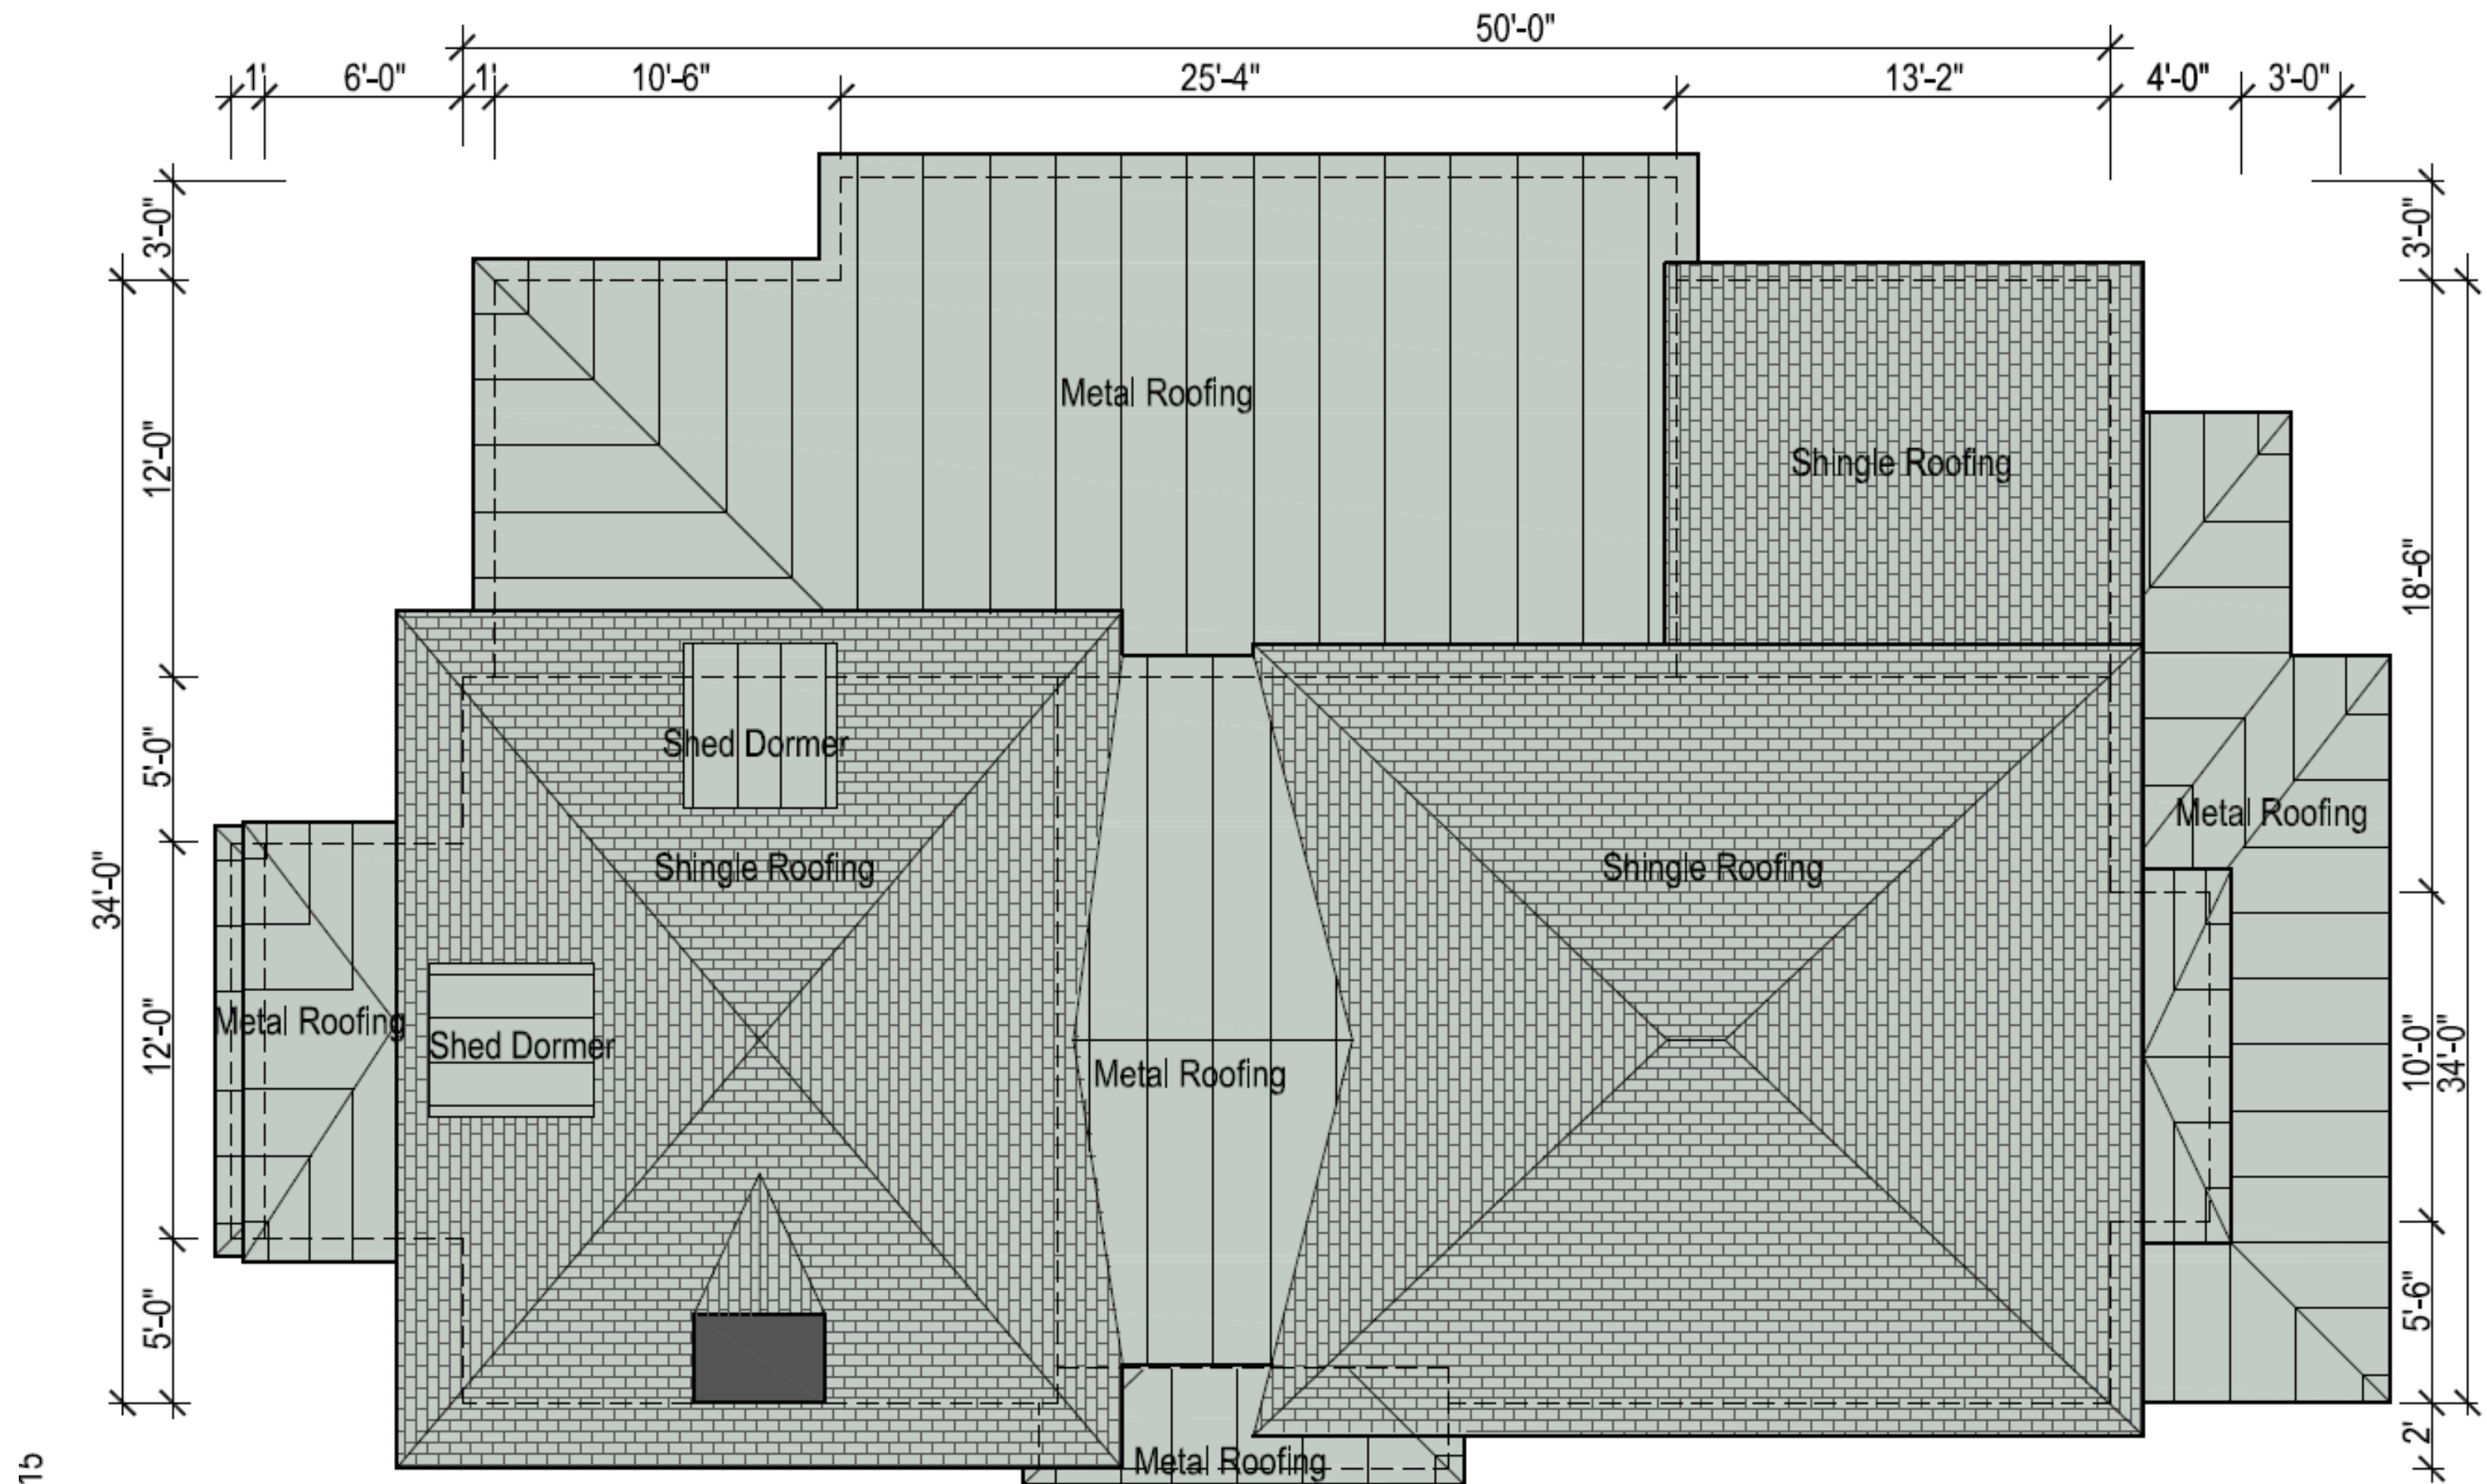 50'-0"
1'
6'-0"
1'
10'-6"
25'-4"
13'-2"
4'-0"
3'-0"
3'-0"
3'-0"
Metal Roofing
12'-0"
Shingle Roofing
18'-6"
Shed Dormer
5'-0"
Metal Roofing
34'-0"
Shingle Roofing
Shingle Roofing
Metal Roofing
Shed Dormer
12'-0"
Metal Roofing
10'-0"
34'-0"
5'-0"
5'-6"
2'
Metal Roofing
15